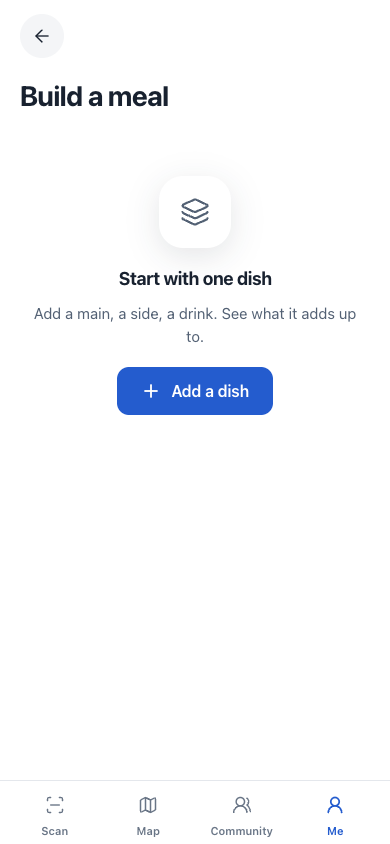 Build a meal
Start with one dish
Add a main, a side, a drink. See what it adds up
to.
Add a dish
Scan
Map
Community
Me